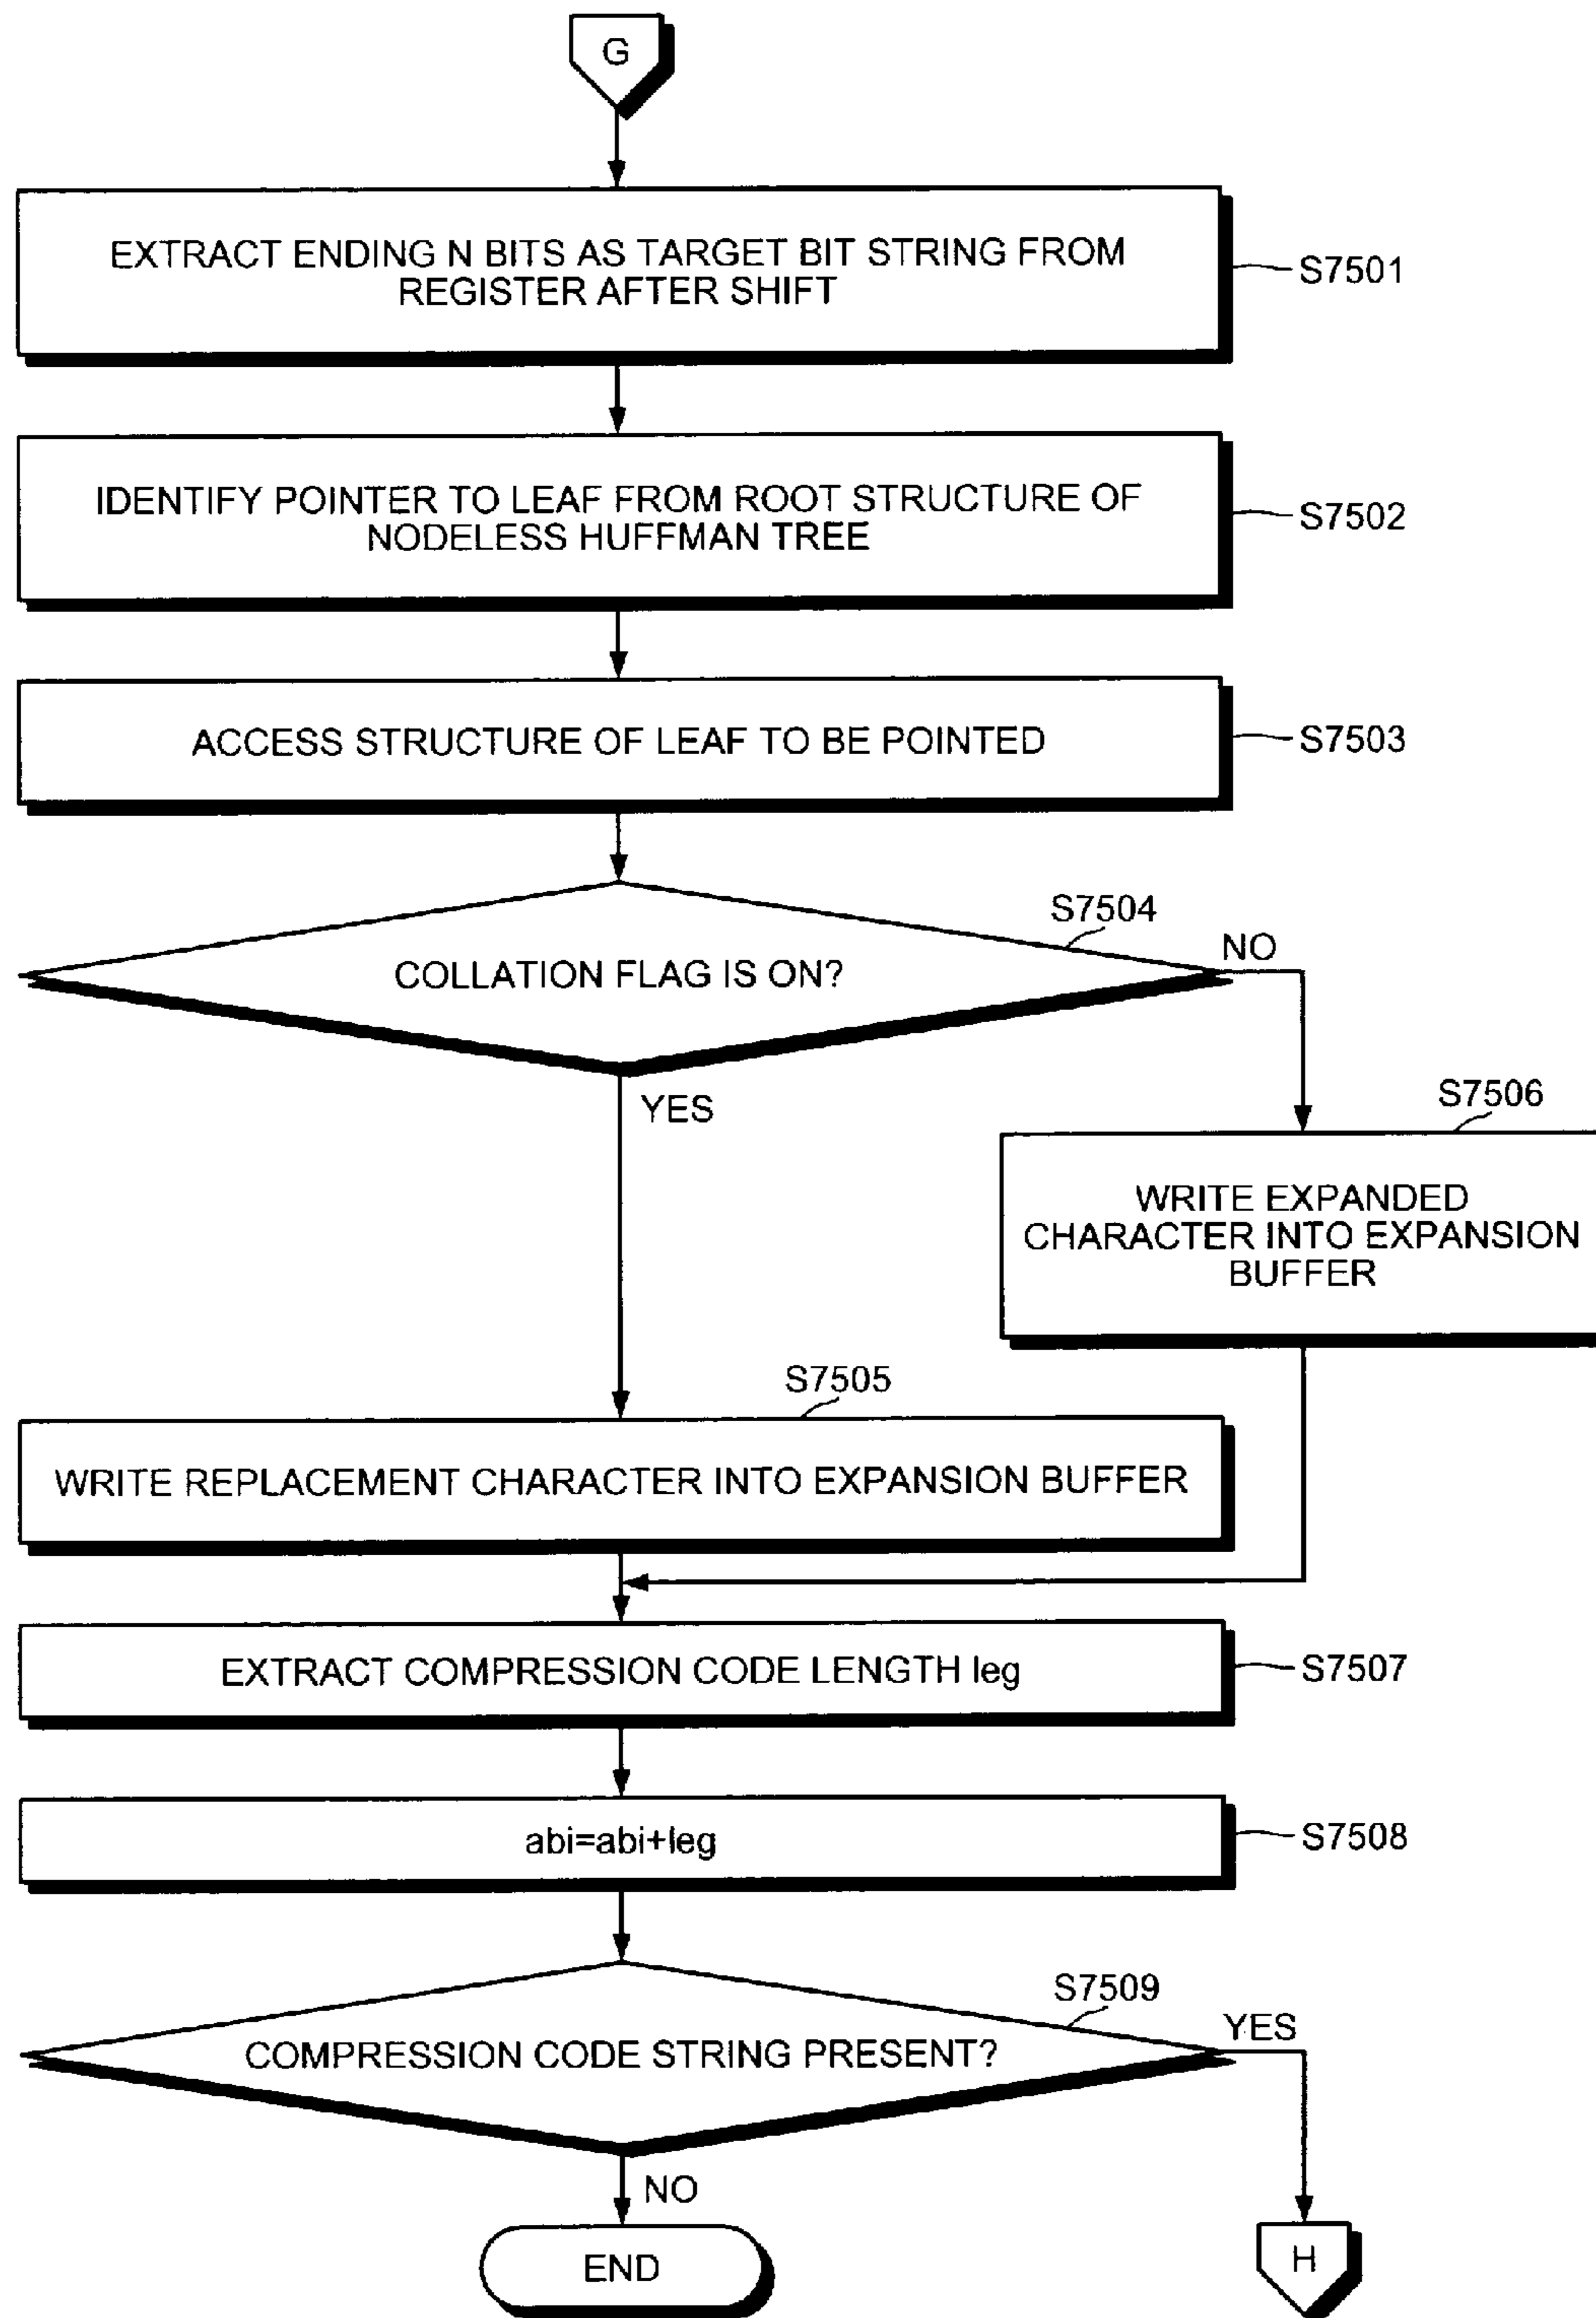 G
EXTRACT ENDING N BITS AS TARGET BIT STRING FROM
REGISTER AFTER SHIFT
S7501
IDENTIFY POINTER TO LEAF FROM ROOT STRUCTURE OF
NODELESS HUFFMAN TREE
S7502
ACCESS STRUCTURE OF LEAF TO BE POINTED
S7503
S7504
NO
COLLATION FLAG IS ON?
YES
S7506
WRITE EXPANDED
CHARACTER INTO EXPANSION
BUFFER
S7505
WRITE REPLACEMENT CHARACTER INTO EXPANSION BUFFER
EXTRACT COMPRESSION CODE LENGTH leg
S7507
abi=abi+leg
S7508
S7509
YES
COMPRESSION CODE STRING PRESENT?
NO
END
H